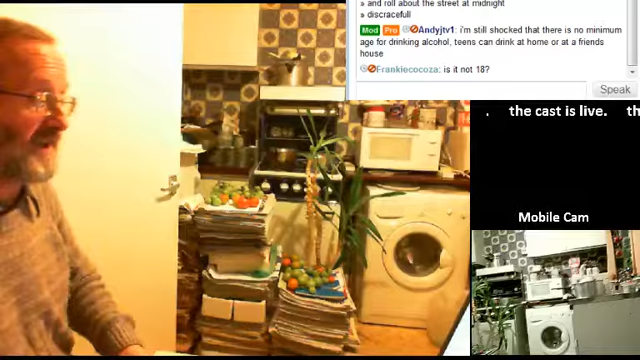 » and roll about the street at midnight
» discracefull
Mod Pro Andyjtv1: i'm still shocked that there is no minimum
age for drinking alcohol, teens can drink at home or at a friends
house
Frankiecocoza: is it not 18?
Speak
. the cast is live. th
Mobile Cam